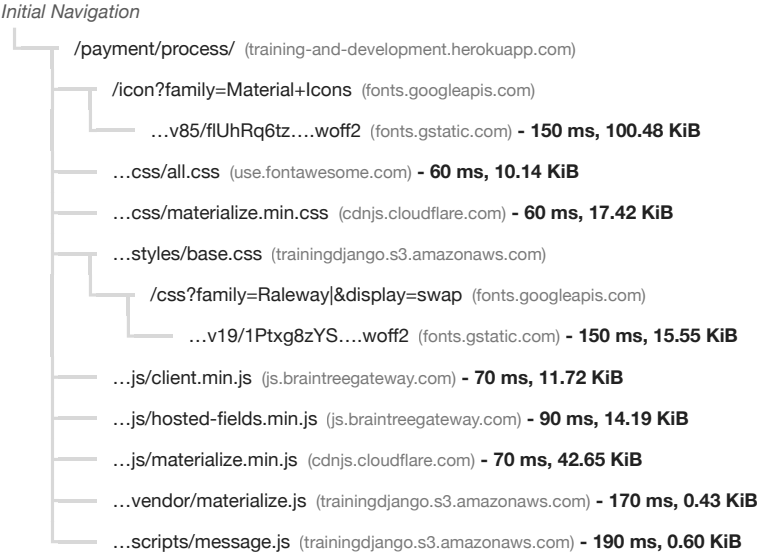 Initial Navigation
/payment/process/ (training-and-development.herokuapp.com)
/icon?family=Material+Icons (fonts.googleapis.com)
…v85/flUhRq6tz….woff2 (fonts.gstatic.com) - 150 ms, 100.48 KiB
…css/all.css (use.fontawesome.com) - 60 ms, 10.14 KiB
…css/materialize.min.css (cdnjs.cloudflare.com) - 60 ms, 17.42 KiB
…styles/base.css (trainingdjango.s3.amazonaws.com)
/css?family=Raleway|&display=swap (fonts.googleapis.com)
…v19/1Ptxg8zYS….woff2 (fonts.gstatic.com) - 150 ms, 15.55 KiB
…js/client.min.js (js.braintreegateway.com) - 70 ms, 11.72 KiB
…js/hosted-fields.min.js (js.braintreegateway.com) - 90 ms, 14.19 KiB
…js/materialize.min.js (cdnjs.cloudflare.com) - 70 ms, 42.65 KiB
…vendor/materialize.js (trainingdjango.s3.amazonaws.com) - 170 ms, 0.43 KiB
…scripts/message.js (trainingdjango.s3.amazonaws.com) - 190 ms, 0.60 KiB